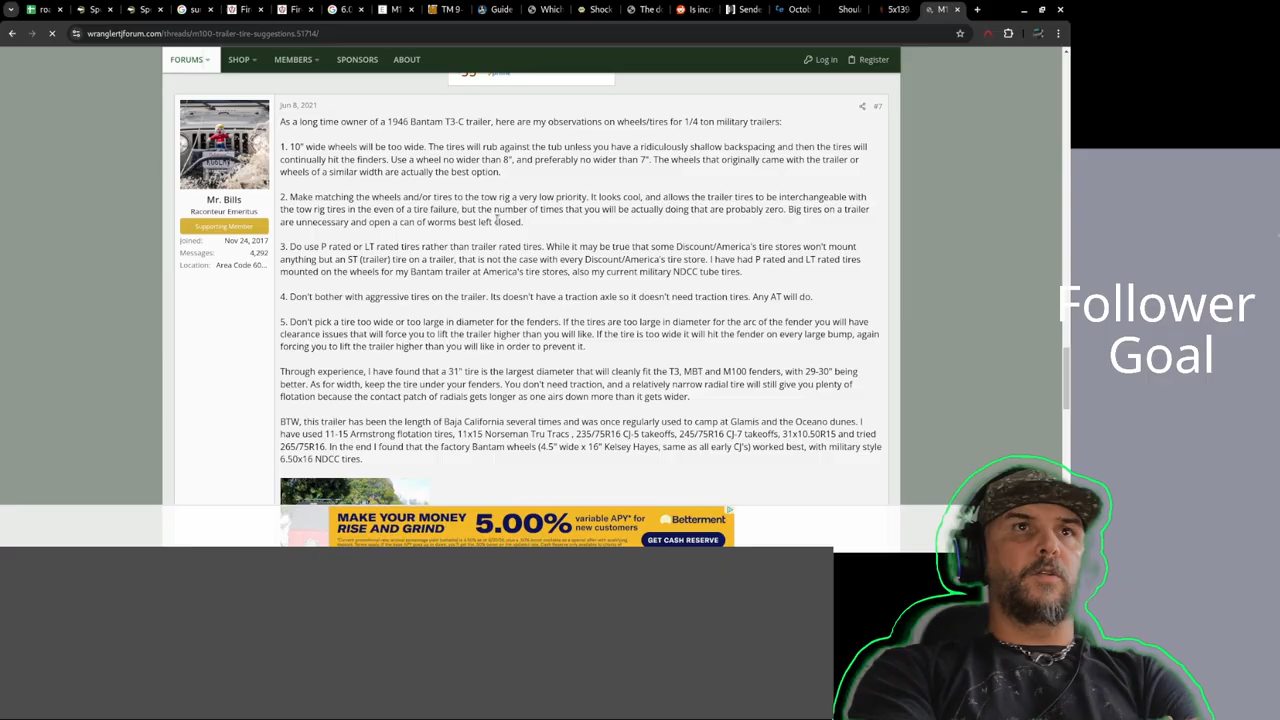 roa
Sp
Sp
su
Fir
Fir
6.0
M1
TM 9
Guide
Whic
Shock
The d
Is incr
Sende
Octob
Shoul
5x139
M1
wranglertjforum.com/threads/m100-trailer-tire-suggestions.51714/
FORUMS
SHOP
MEMBERS
SPONSORS
ABOUT
Log in
Register
Jun 8, 2021
#7
As a long time owner of a 1946 Bantam T3-C trailer, here are my observations on wheels/tires for 1/4 ton military trailers:
1. 10" wide wheels will be too wide. The tires will rub against the tub unless you have a ridiculously shallow backspacing and then the tires will
continually hit the finders. Use a wheel no wider than 8", and preferably no wider than 7". The wheels that originally came with the trailer or
wheels of a similar width are actually the best option.
Mr. Bills
Raconteur Emeritus
Supporting Member
Joined: Nov 24, 2017
Messages: 4,292
Location: Area Code 60...
2. Make matching the wheels and/or tires to the tow rig a very low priority. It looks cool, and allows the trailer tires to be interchangeable with
the tow rig tires in the even of a tire failure, but the number of times that you will be actually doing that are probably zero. Big tires on a trailer
are unnecessary and open a can of worms best left closed.
3. Do use P rated or LT rated tires rather than trailer rated tires. While it may be true that some Discount/America's tire stores won't mount
anything but an ST (trailer) tire on a trailer, that is not the case with every Discount/America's tire store. I have had P rated and LT rated tires
mounted on the wheels for my Bantam trailer at America's tire stores, also my current military NDCC tube tires.
4. Don't bother with aggressive tires on the trailer. Its doesn't have a traction axle so it doesn't need traction tires. Any AT will do.
5. Don't pick a tire too wide or too large in diameter for the fenders. If the tires are too large in diameter for the arc of the fender you will have
clearance issues that will force you to lift the trailer higher than you will like. If the tire is too wide it will hit the fender on every large bump, again
forcing you to lift the trailer higher than you will like in order to prevent it.
Through experience, I have found that a 31" tire is the largest diameter that will cleanly fit the T3, MBT and M100 fenders, with 29-30" being
better. As for width, keep the tire under your fenders. You don't need traction, and a relatively narrow radial tire will still give you plenty of
flotation because the contact patch of radials gets longer as one airs down more than it gets wider.
BTW, this trailer has been the length of Baja California several times and was once regularly used to camp at Glamis and the Oceano dunes. I
have used 11-15 Armstrong flotation tires, 11x15 Norseman Tru Tracs , 235/75R16 CJ-5 takeoffs, 245/75R16 CJ-7 takeoffs, 31x10.50R15 and tried
265/75R16. In the end I found that the factory Bantam wheels (4.5" wide x 16" Kelsey Hayes, same as all early CJ's) worked best, with military style
6.50x16 NDCC tires.
MAKE YOUR MONEY
RISE AND GRIND
5.00%
variable APY* for
new customers
Betterment
GET CASH RESERVE
Follower
Goal